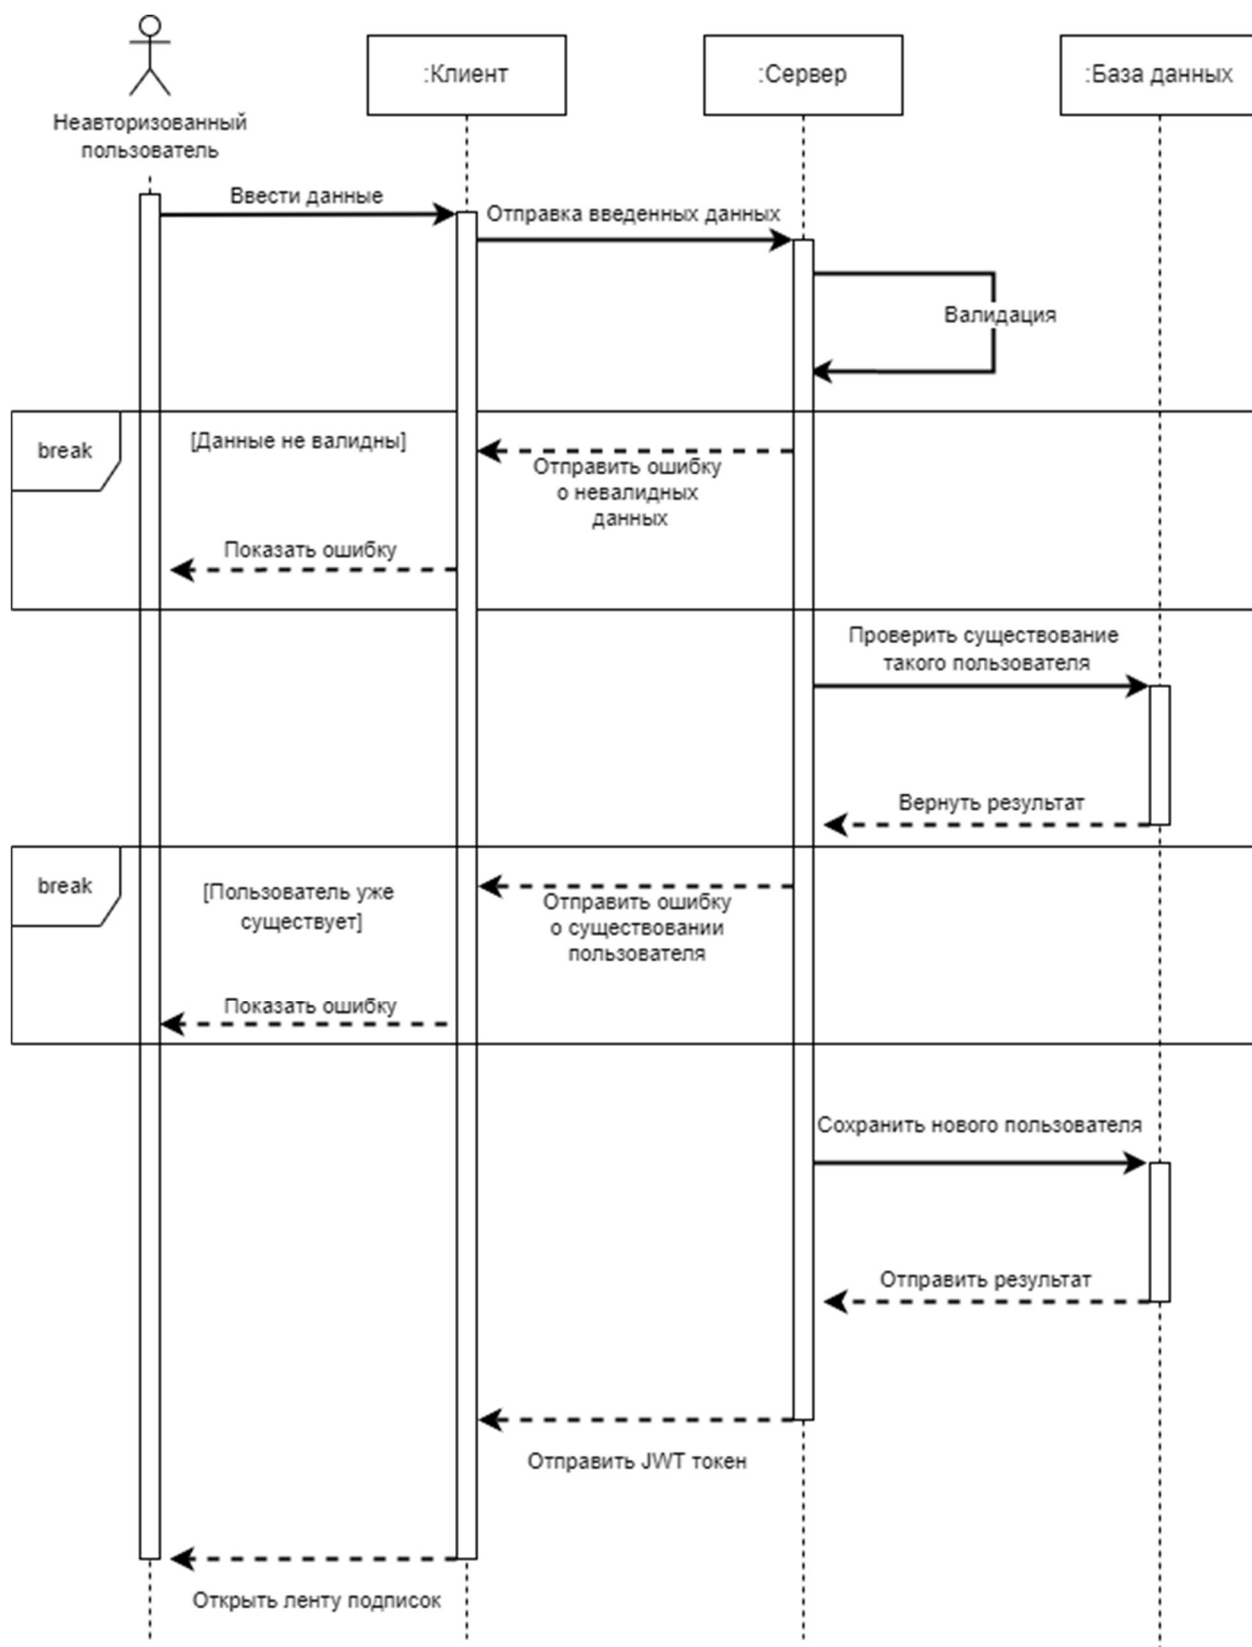 :Клиент
:Сервер
:База данных
Неавторизованный
пользователь
Ввести данные
Отправка введенных данных
Валидация
break
[Данные не валидны]
Отправить ошибку
о невалидных
данных
Показать ошибку
Проверить существование
такого пользователя
Вернуть результат
break
[Пользователь уже
существует]
Отправить ошибку
о существовании
пользователя
Показать ошибку
Сохранить нового пользователя
Отправить результат
Отправить JWT токен
Открыть ленту подписок